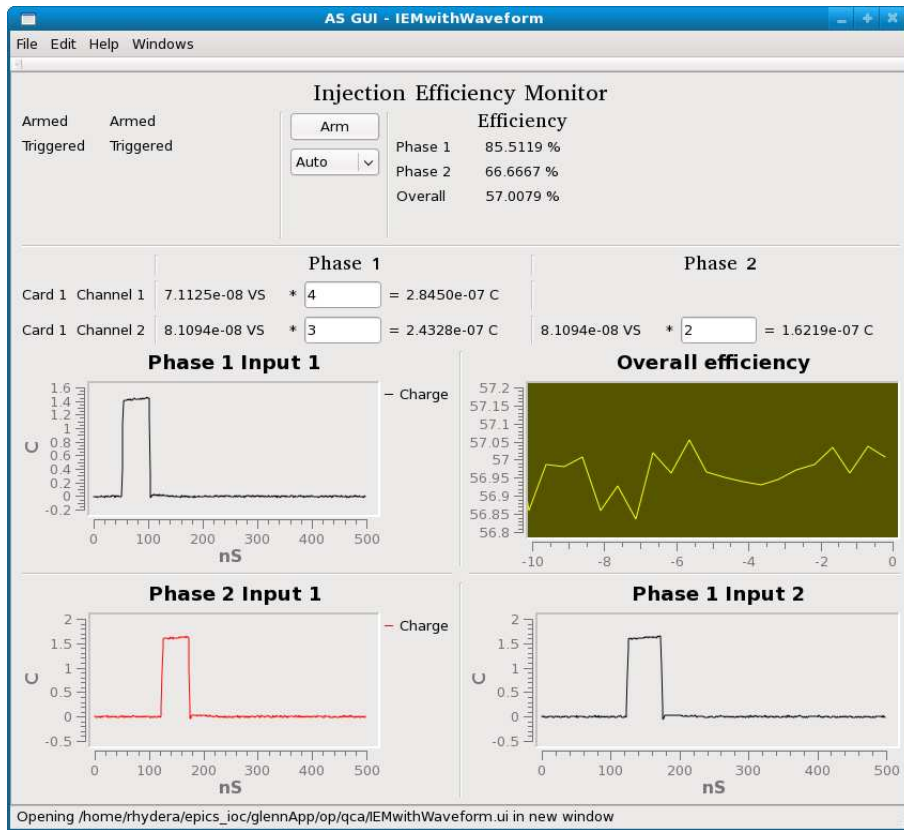 AS GUI - IEMwithWaveform
File Edit Help Windows
Injection Efficiency Monitor
Armed Armed
Triggered Triggered
Arm
Auto
Efficiency
Phase 1 85.5119 %
Phase 2 66.6667 %
Overall 57.0079 %
Phase 1 Phase 2
Card 1 Channel 1 7.1125e-08 VS * 4 = 2.8450e-07 C
Card 1 Channel 2 8.1094e-08 VS * 3 = 2.4328e-07 C 8.1094e-08 VS * 2 = 1.6219e-07 C
Phase 1 Input 1
1.6
1.4
1.2
1
0.8
0.6
0.4
0.2
0
-0.2
C
0 100 200 300 400 500
nS
Charge
Overall efficiency
57.2
57.15
57.1
57.05
57
56.95
56.9
56.85
56.8
-10 -8 -6 -4 -2 0
Phase 2 Input 1
2
1.5
1
0.5
0
-0.5
C
0 100 200 300 400 500
nS
Charge
Phase 1 Input 2
2
1.5
1
0.5
0
-0.5
C
0 100 200 300 400 500
nS
Opening /home/rhydera/epics_ioc/glennApp/op/qca/IEMwithWaveform.ui in new window